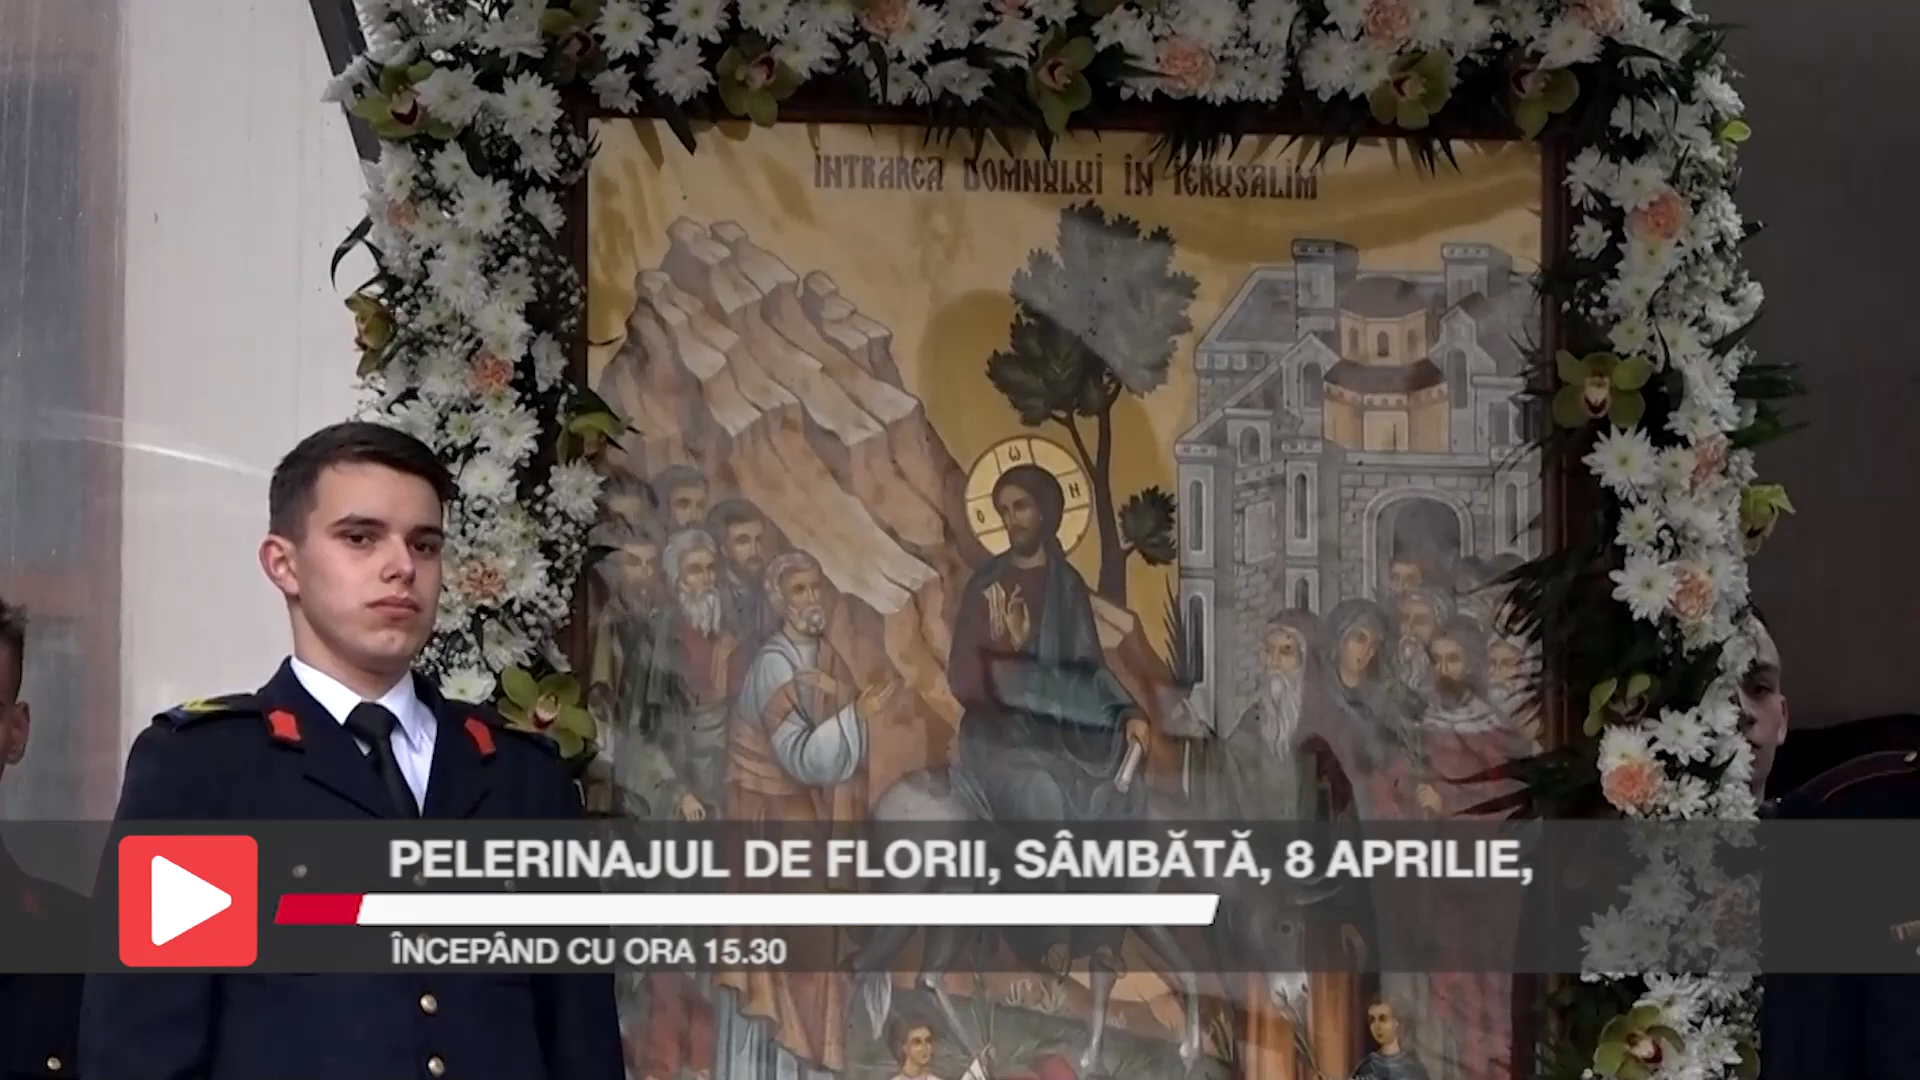 INTRAREA DOMNULUI ÎN IERUSALIM
Ѡ
О Н
PELERINAJUL DE FLORII, SÂMBĂTĂ, 8 APRILIE,
ÎNCEPÂND CU ORA 15.30